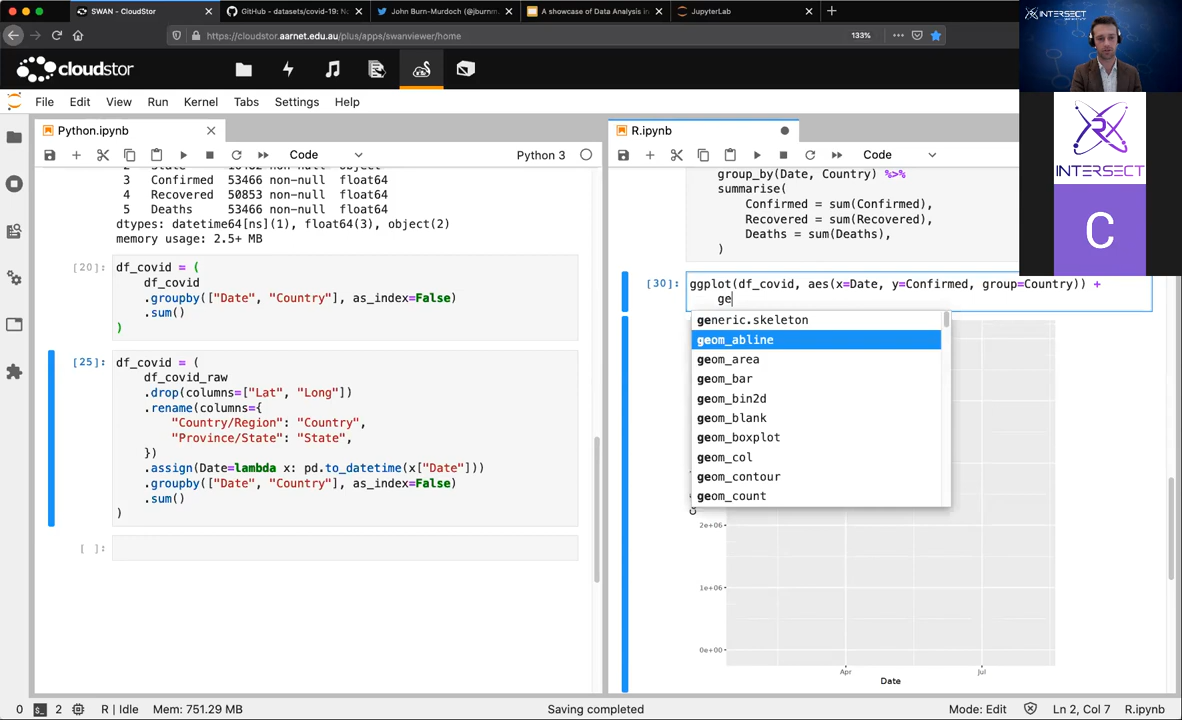 SWAN - CloudStor
GitHub - datasets/covid-19: No
John Burn-Murdoch (@jburnm
A showcase of Data Analysis in
JupyterLab
https://cloudstor.aarnet.edu.au/plus/apps/swanviewer/home
133%
INTERSECT
cloudstor
File Edit View Run Kernel Tabs Settings Help
INTERSECT
C
Python.ipynb
Code
Python 3
3 Confirmed 53466 non-null float64
4 Recovered 50853 non-null float64
5 Deaths 53466 non-null float64
dtypes: datetime64[ns](1), float64(3), object(2)
memory usage: 2.5+ MB
[20]:
df_covid = (
df_covid
.groupby(["Date", "Country"], as_index=False)
.sum()
)
[25]:
df_covid = (
df_covid_raw
.drop(columns=["Lat", "Long"])
.rename(columns={
"Country/Region": "Country",
"Province/State": "State",
})
.assign(Date=lambda x: pd.to_datetime(x["Date"]))
.groupby(["Date", "Country"], as_index=False)
.sum()
)
[ ]:
R.ipynb
Code
group_by(Date, Country) %>%
summarise(
Confirmed = sum(Confirmed),
Recovered = sum(Recovered),
Deaths = sum(Deaths),
)
[30]:
ggplot(df_covid, aes(x=Date, y=Confirmed, group=Country)) +
ge
generic.skeleton
geom_abline
geom_area
geom_bar
geom_bin2d
geom_blank
geom_boxplot
geom_col
geom_contour
geom_count
2e+06
1e+06
0e+00
Apr
Jul
Date
0
2
R | Idle
Mem: 751.29 MB
Saving completed
Mode: Edit
Ln 2, Col 7
R.ipynb